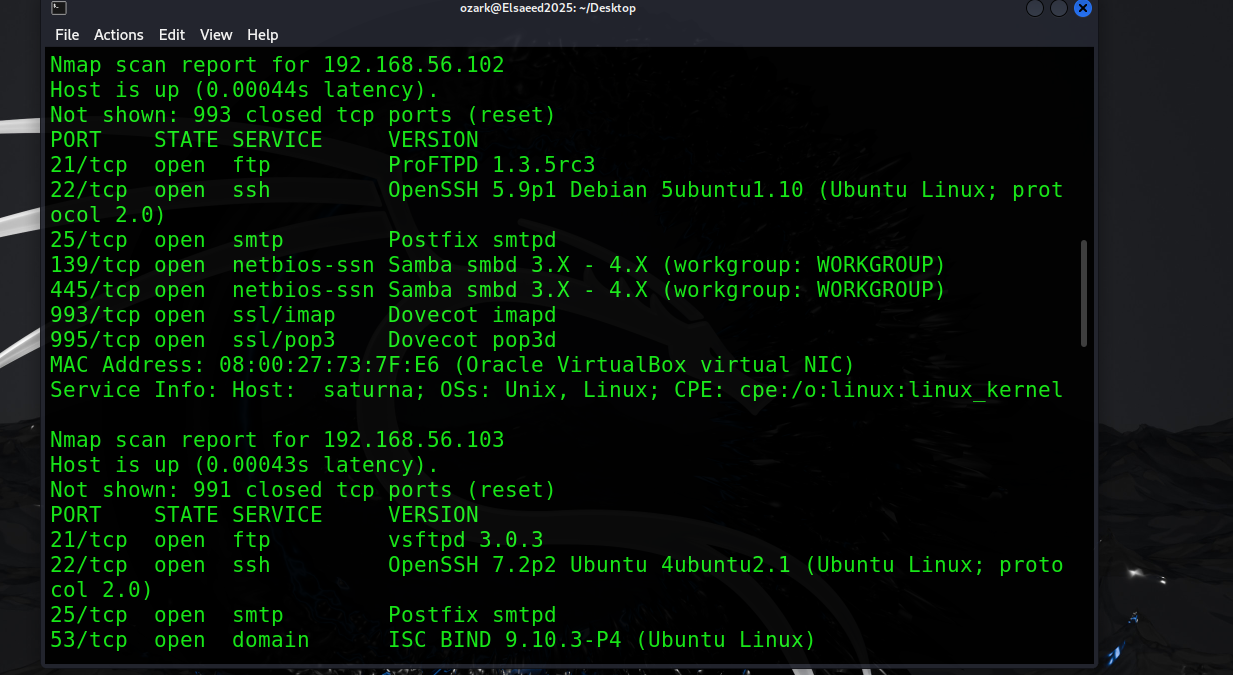 ozark@Elsaeed2025: ~/Desktop
File Actions Edit View Help
Nmap scan report for 192.168.56.102
Host is up (0.00044s latency).
Not shown: 993 closed tcp ports (reset)
PORT    STATE SERVICE     VERSION
21/tcp  open  ftp         ProFTPD 1.3.5rc3
22/tcp  open  ssh         OpenSSH 5.9p1 Debian 5ubuntu1.10 (Ubuntu Linux; prot
ocol 2.0)
25/tcp  open  smtp        Postfix smtpd
139/tcp open  netbios-ssn Samba smbd 3.X - 4.X (workgroup: WORKGROUP)
445/tcp open  netbios-ssn Samba smbd 3.X - 4.X (workgroup: WORKGROUP)
993/tcp open  ssl/imap    Dovecot imapd
995/tcp open  ssl/pop3    Dovecot pop3d
MAC Address: 08:00:27:73:7F:E6 (Oracle VirtualBox virtual NIC)
Service Info: Host:  saturna; OSs: Unix, Linux; CPE: cpe:/o:linux:linux_kernel
Nmap scan report for 192.168.56.103
Host is up (0.00043s latency).
Not shown: 991 closed tcp ports (reset)
PORT    STATE SERVICE     VERSION
21/tcp  open  ftp         vsftpd 3.0.3
22/tcp  open  ssh         OpenSSH 7.2p2 Ubuntu 4ubuntu2.1 (Ubuntu Linux; proto
col 2.0)
25/tcp  open  smtp        Postfix smtpd
53/tcp  open  domain      ISC BIND 9.10.3-P4 (Ubuntu Linux)